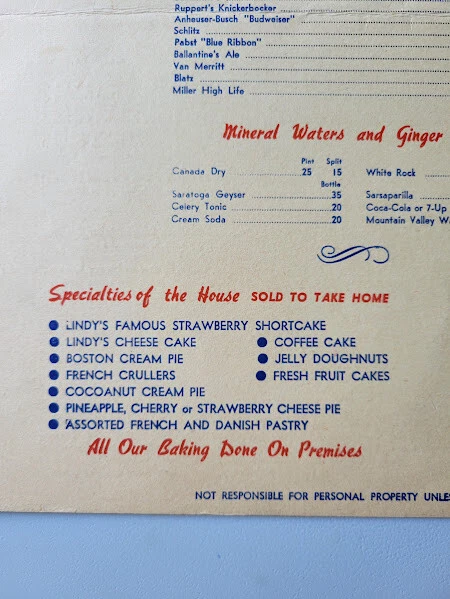 Ruppert's Knickerbocker
Anheuser-Busch "Budweiser"
Schlitz
Pabst "Blue Ribbon"
Ballantine's Ale
Van Merritt
Blatz
Miller High Life
Mineral Waters and Ginger
Pint Split
Canada Dry 25 15 White Rock
Bottle
Saratoga Geyser .35 Sarsaparilla
Celery Tonic .20 Coca-Cola or 7-Up
Cream Soda .20 Mountain Valley W
Specialties of the House SOLD TO TAKE HOME
● LINDY'S FAMOUS STRAWBERRY SHORTCAKE
● LINDY'S CHEESE CAKE ● COFFEE CAKE
● BOSTON CREAM PIE ● JELLY DOUGHNUTS
● FRENCH CRULLERS ● FRESH FRUIT CAKES
● COCOANUT CREAM PIE
● PINEAPPLE, CHERRY or STRAWBERRY CHEESE PIE
● ASSORTED FRENCH AND DANISH PASTRY
All Our Baking Done On Premises
NOT RESPONSIBLE FOR PERSONAL PROPERTY UNLES